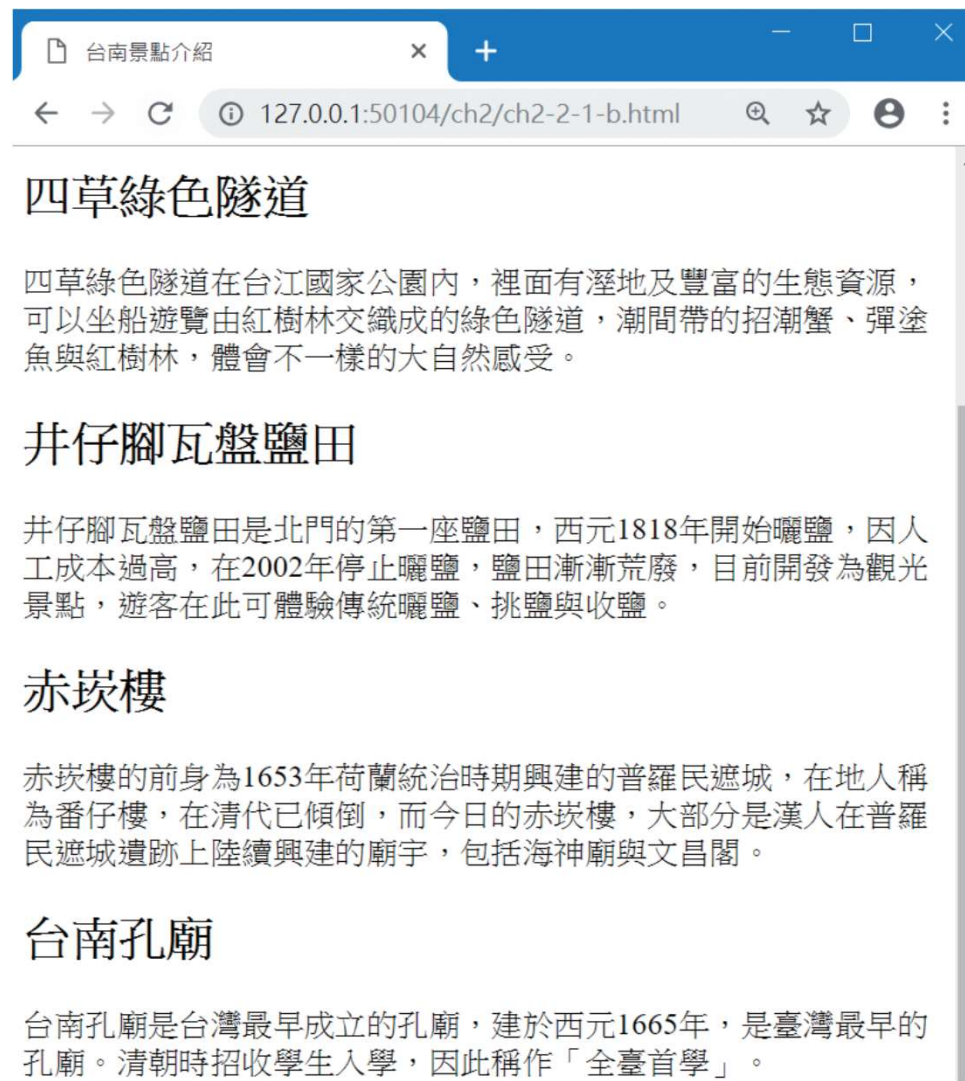 台南景點介紹
127.0.0.1:50104/ch2/ch2-2-1-b.html
四草綠色隧道
四草綠色隧道在台江國家公園內，裡面有溼地及豐富的生態資源，
可以坐船遊覽由紅樹林交織成的綠色隧道，潮間帶的招潮蟹、彈塗
魚與紅樹林，體會不一樣的大自然感受。
井仔腳瓦盤鹽田
井仔腳瓦盤鹽田是北門的第一座鹽田，西元1818年開始曬鹽，因人
工成本過高，在2002年停止曬鹽，鹽田漸漸荒廢，目前開發為觀光
景點，遊客在此可體驗傳統曬鹽、挑鹽與收鹽。
赤崁樓
赤崁樓的前身為1653年荷蘭統治時期興建的普羅民遮城，在地人稱
為番仔樓，在清代已傾倒，而今日的赤崁樓，大部分是漢人在普羅
民遮城遺跡上陸續興建的廟宇，包括海神廟與文昌閣。
台南孔廟
台南孔廟是台灣最早成立的孔廟，建於西元1665年，是臺灣最早的
孔廟。清朝時招收學生入學，因此稱作「全臺首學」。